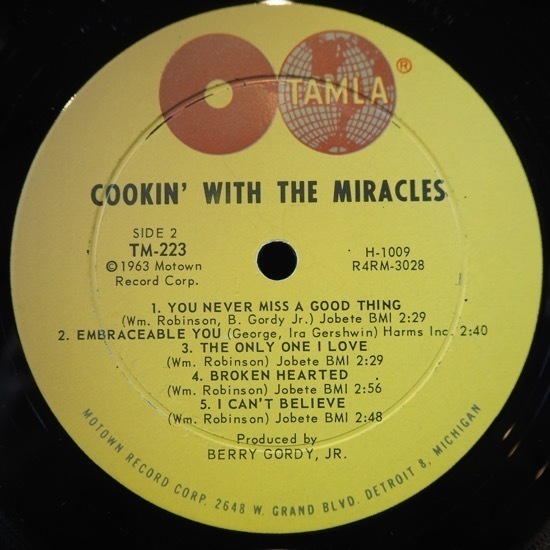 TAMLA ®
COOKIN' WITH THE MIRACLES
SIDE 2
TM-223
© 1963 Motown
Record Corp.
H-1009
R4RM-3028
1. YOU NEVER MISS A GOOD THING
(Wm. Robinson, B. Gordy Jr.) Jobete BMI 2:29
2. EMBRACEABLE YOU (George, Ira Gershwin) Harms Inc. 2:40
3. THE ONLY ONE I LOVE
(Wm. Robinson) Jobete BMI 2:29
4. BROKEN HEARTED
(Wm. Robinson) Jobete BMI 2:56
5. I CAN'T BELIEVE
(Wm. Robinson) Jobete BMI 2:48
Produced by
BERRY GORDY, JR.
MOTOWN RECORD CORP. 2648 W. GRAND BLVD. DETROIT 8, MICHIGAN